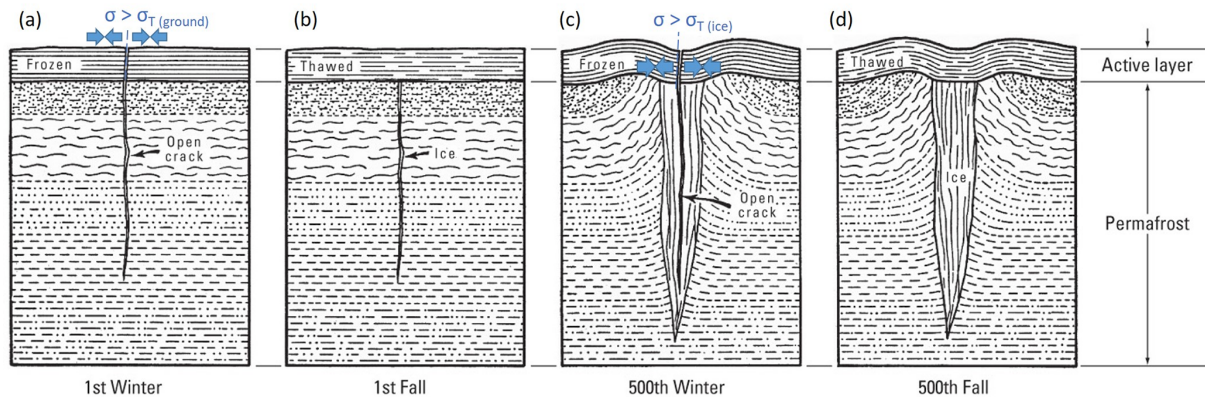 (a)
σ > σT (ground)
Frozen
Open
crack
1st Winter
(b)
Thawed
Ice
1st Fall
(c)
σ > σT (ice)
Frozen
Open
crack
500th Winter
(d)
Thawed
Ice
500th Fall
Active layer
Permafrost